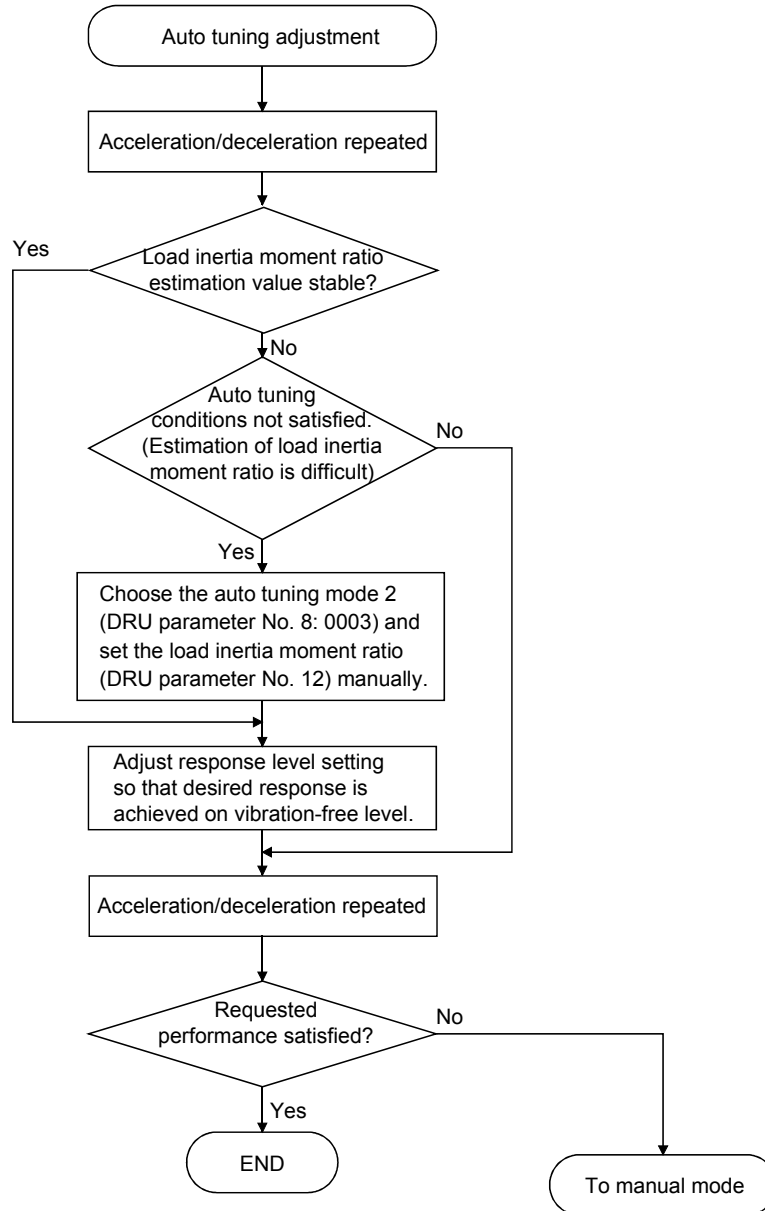 Auto tuning adjustment
Acceleration/deceleration repeated
Yes
Load inertia moment ratio
estimation value stable?
No
Auto tuning
conditions not satisfied.
(Estimation of load inertia
moment ratio is difficult)
No
Yes
Choose the auto tuning mode 2
(DRU parameter No. 8: 0003) and
set the load inertia moment ratio
(DRU parameter No. 12) manually.
Adjust response level setting
so that desired response is
achieved on vibration-free level.
Acceleration/deceleration repeated
Requested
performance satisfied?
No
Yes
END
To manual mode